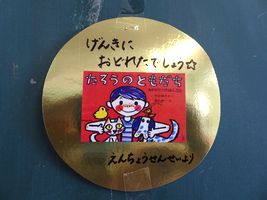 げんきに
おどれたでしょう☆
たろうのともだち
えんちょうせんせいより